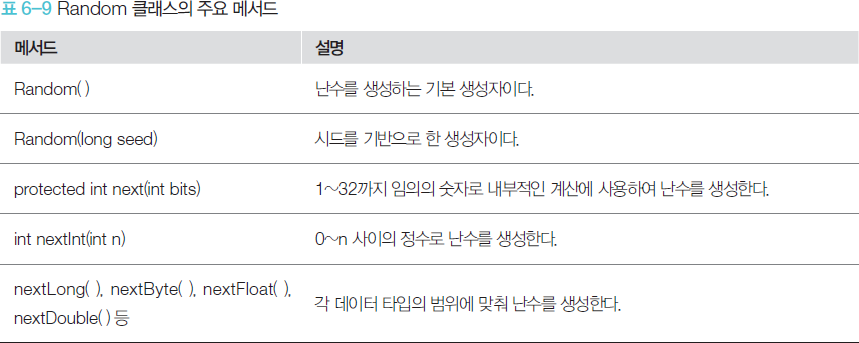 표 6-9 Random 클래스의 주요 메서드
메서드 설명
Random( ) 난수를 생성하는 기본 생성자이다.
Random(long seed) 시드를 기반으로 한 생성자이다.
protected int next(int bits) 1~32까지 임의의 숫자로 내부적인 계산에 사용하여 난수를 생성한다.
int nextInt(int n) 0~n 사이의 정수로 난수를 생성한다.
nextLong( ), nextByte( ), nextFloat( ),
nextDouble( ) 등
각 데이터 타입의 범위에 맞춰 난수를 생성한다.